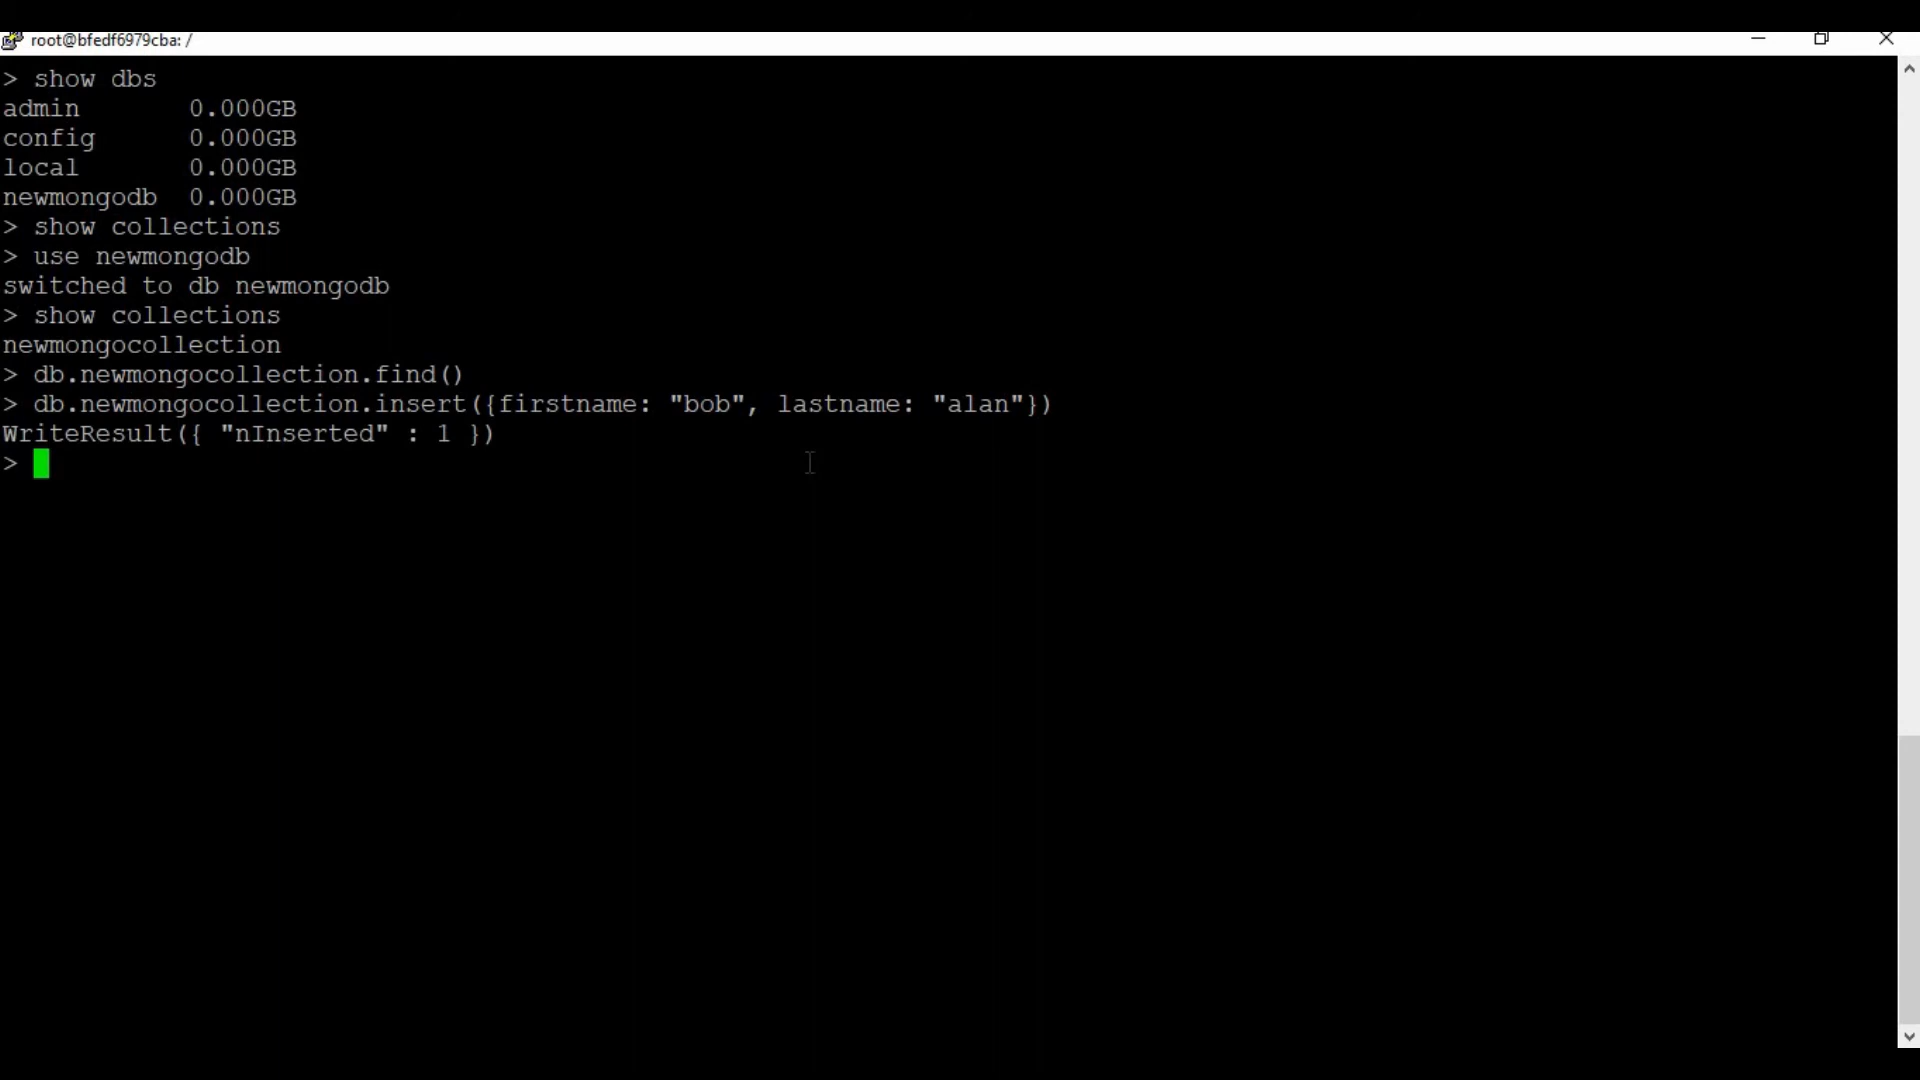 root@bfedf6979cba: /
> show dbs
admin       0.000GB
config      0.000GB
local       0.000GB
newmongodb  0.000GB
> show collections
> use newmongodb
switched to db newmongodb
> show collections
newmongocollection
> db.newmongocollection.find()
> db.newmongocollection.insert({firstname: "bob", lastname: "alan"})
WriteResult({ "nInserted" : 1 })
>